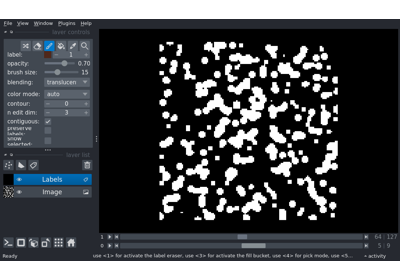 File View Window Plugins Help
layer controls
label: 1
opacity: 0.70
brush size: 15
blending: translucen
color mode: auto
contour: 0
n edit dim: 3
contiguous:
preserve labels:
show selected:
layer list
Labels
Image
1 64 127
0 5 9
Ready use <1> for activate the label eraser, use <3> for activate the fill bucket, use <4> for pick mode, use <5... activity